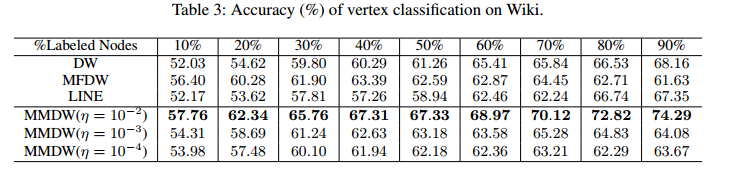 Table 3: Accuracy (%) of vertex classification on Wiki.
%Labeled Nodes 10% 20% 30% 40% 50% 60% 70% 80% 90%
DW 52.03 54.62 59.80 60.29 61.26 65.41 65.84 66.53 68.16
MFDW 56.40 60.28 61.90 63.39 62.59 62.87 64.45 62.71 61.63
LINE 52.17 53.62 57.81 57.26 58.94 62.46 62.24 66.74 67.35
MMDW(η = 10⁻²) 57.76 62.34 65.76 67.31 67.33 68.97 70.12 72.82 74.29
MMDW(η = 10⁻³) 54.31 58.69 61.24 62.63 63.18 63.58 65.28 64.83 64.08
MMDW(η = 10⁻⁴) 53.98 57.48 60.10 61.94 62.18 62.36 63.21 62.29 63.67